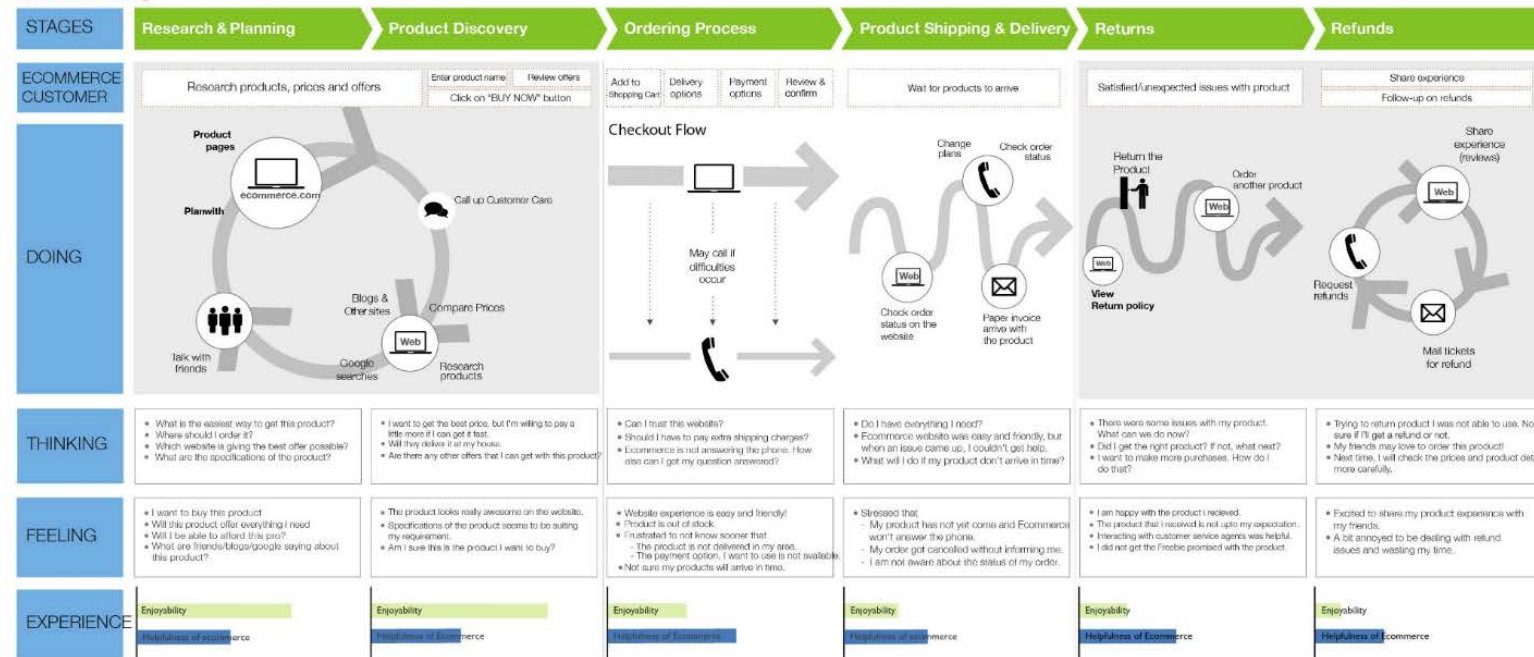 STAGES
Research & Planning
Product Discovery
Ordering Process
Product Shipping & Delivery
Returns
Refunds
ECOMMERCE
CUSTOMER
Research products, prices and offers
Enter product name
Review offers
Click on "BUY NOW" button
Add to
Shopping Cart
Delivery
options
Payment
options
Review &
confirm
Wait for products to arrive
Satisfied/unexpected issues with product
Share experience
Follow-up on refunds
DOING
Product
pages
ecommerce.com
Planwith
Call up Customer Care
Talk with
friends
Blogs &
Other sites
Compare Prices
Web
Google
searches
Research
products
Checkout Flow
May call if
difficulties
occur
Change
plans
Check order
status
Web
Check order
status on the
website
Paper invoice
arrive with
the product
Return the
Product
Order
another product
Web
Web
View
Return policy
Share
experience
(reviews)
Web
Request
refunds
Mail tickets
for refund
THINKING
• What is the easiest way to get this product?
• Where should I order it?
• Which website is giving the best offer possible?
• What are the specifications of the product?
• I want to get the best price, but I'm willing to pay a
little more if I can get it fast.
• Will they deliver it at my house.
• Are there any other offers that I can get with this product?
• Can I trust this website?
• Should I have to pay extra shipping charges?
• Ecommerce is not answering the phone. How
else can I got my question answered?
• Do I have everything I need?
• Ecommerce website was easy and friendly, but
when an issue came up, I couldn't get help.
• What will I do if my product don't arrive in time?
• There were some issues with my product.
What can we do now?
• Did I get the right product? If not, what next?
• I want to make more purchases. How do I
do that?
• Trying to return product I was not able to use. No
sure if I'll get a refund or not.
• My friends may love to order this product!
• Next time, I will check the prices and product det
more carefully.
FEELING
• I want to buy this product
• Will this product offer everything I need
• Will I be able to afford this pro?
• What are friends/blogs/google saying about
this product?
• The product looks really awesome on the website.
• Specifications of the product seems to be suiting
my requirement.
• Am I sure this is the product I want to buy?
• Website experience is easy and friendly!
• Product is out of stock.
• Frustrated to not know sooner that
- The product is not delivered in my area.
- The payment option, I want to use is not available.
• Not sure my products will arrive in time.
• Stressed that
- My product has not yet come and Ecommerce
won't answer the phone.
- My order got cancelled without informing me.
- I am not aware about the status of my order.
• I am happy with the product I recieved.
• The product that I received is not upto my expectation.
• Interacting with customer service agents was helpful.
• I did not get the Freebie promised with the product.
• Excited to share my product experience with
my friends.
• A bit annoyed to be dealing with refund
issues and wasting my time.
EXPERIENCE
Enjoyability
Helpfulness of ecommerce
Enjoyability
Helpfulness of Ecommerce
Enjoyability
Helpfulness of Ecommerce
Enjoyability
Helpfulness of ecommerce
Enjoyability
Helpfulness of Ecommerce
Enjoyability
Helpfulness of Ecommerce